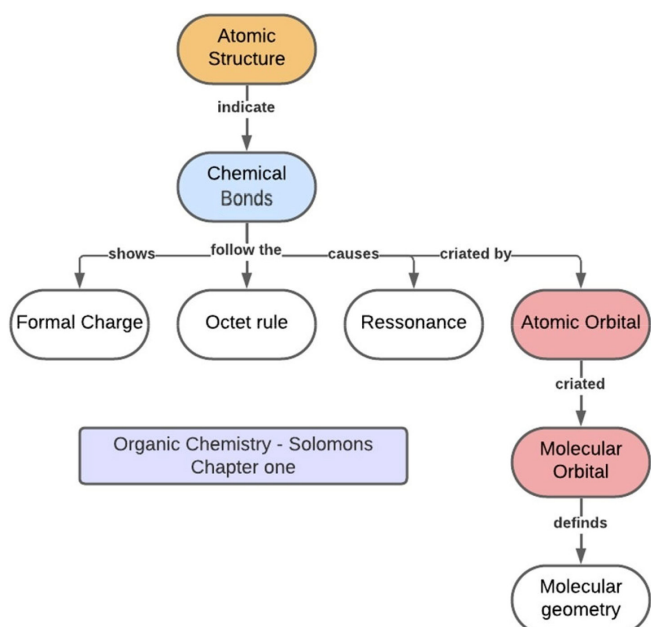 Atomic
Structure
indicate
Chemical
Bonds
shows
follow the
causes
criated by
Formal Charge
Octet rule
Ressonance
Atomic Orbital
criated
Organic Chemistry - Solomons
Chapter one
Molecular
Orbital
definds
Molecular
geometry